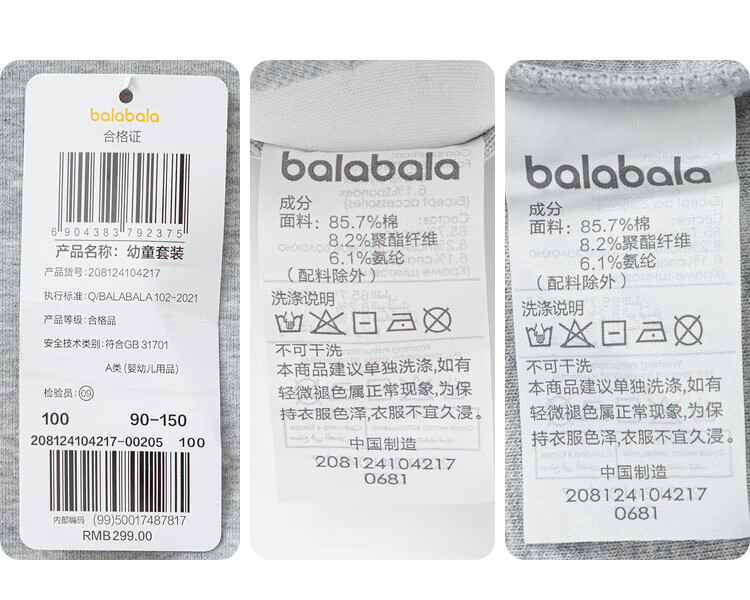 balabala
合格证
6 904383 792375
产品名称：幼童套装
产品货号：208124104217
执行标准：Q/BALABALA 102-2021
产品等级：合格品
安全技术类别：符合GB 31701
A类（婴幼儿用品）
检验员：09
100 90-150
208124104217-00205 100
内部编码 (99)50017487817
RMB 299.00
balabala
成分
面料：85.7%棉
8.2%聚酯纤维
6.1%氨纶
（配料除外）
洗涤说明
不可干洗
本商品建议单独洗涤，如有
轻微褪色属正常现象，为保
持衣服色泽，衣服不宜久浸。
中国制造
208124104217
0681
balabala
成分
面料：85.7%棉
8.2%聚酯纤维
6.1%氨纶
（配料除外）
洗涤说明
不可干洗
本商品建议单独洗涤，如有
轻微褪色属正常现象，为保
持衣服色泽，衣服不宜久浸。
中国制造
208124104217
0681